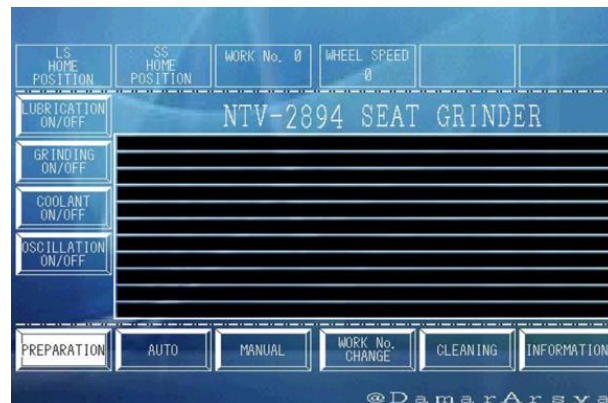 LS
HOME
POSITION
SS
HOME
POSITION
WORK No. 0
WHEEL SPEED
0
LUBRICATION
ON/OFF
NTV-2894 SEAT GRINDER
GRINDING
ON/OFF
COOLANT
ON/OFF
OSCILLATION
ON/OFF
PREPARATION
AUTO
MANUAL
WORK No.
CHANGE
CLEANING
INFORMATION
@DamarArsya